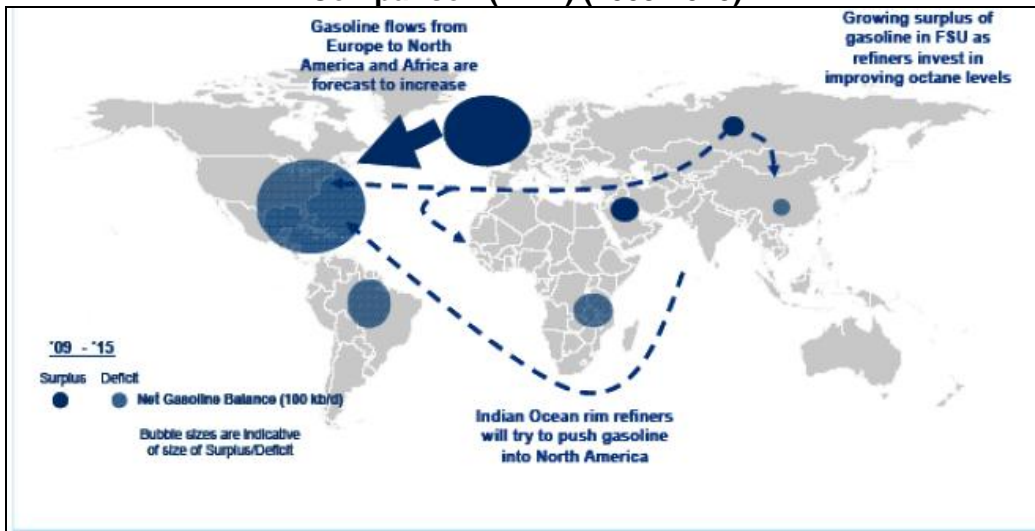 Gasoline flows from
Europe to North
America and Africa are
forecast to increase
Growing surplus of
gasoline in FSU as
refiners invest in
improving octane levels
'09 - '15
Surplus Deficit
Net Gasoline Balance (100 kb/d)
Bubble sizes are indicative
of size of Surplus/Deficit
Indian Ocean rim refiners
will try to push gasoline
into North America